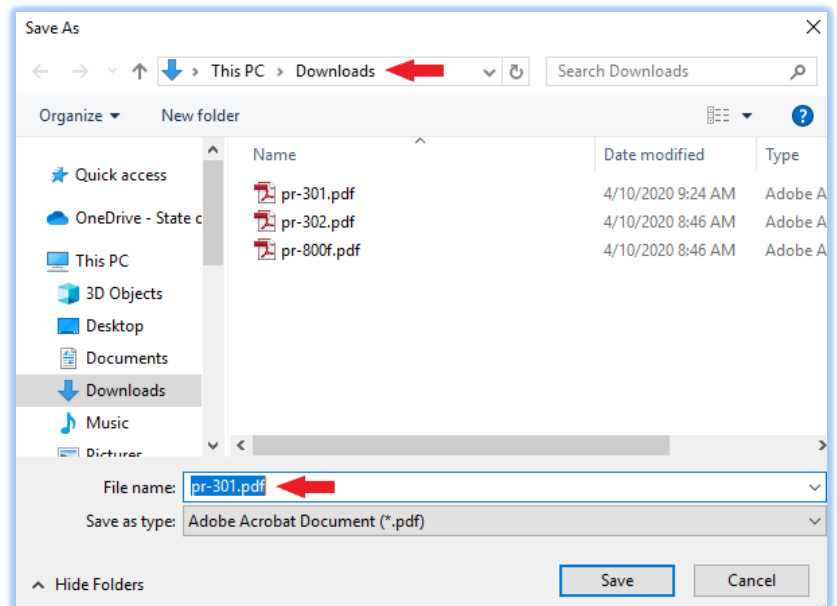 Save As
This PC > Downloads
Search Downloads
Organize
New folder
?
Name
Date modified
Type
Quick access
OneDrive - State c
This PC
3D Objects
Desktop
Documents
Downloads
Music
Pictures
pr-301.pdf 4/10/2020 9:24 AM Adobe A
pr-302.pdf 4/10/2020 8:46 AM Adobe A
pr-800f.pdf 4/10/2020 8:46 AM Adobe A
File name: pr-301.pdf
Save as type: Adobe Acrobat Document (*.pdf)
Hide Folders
Save
Cancel